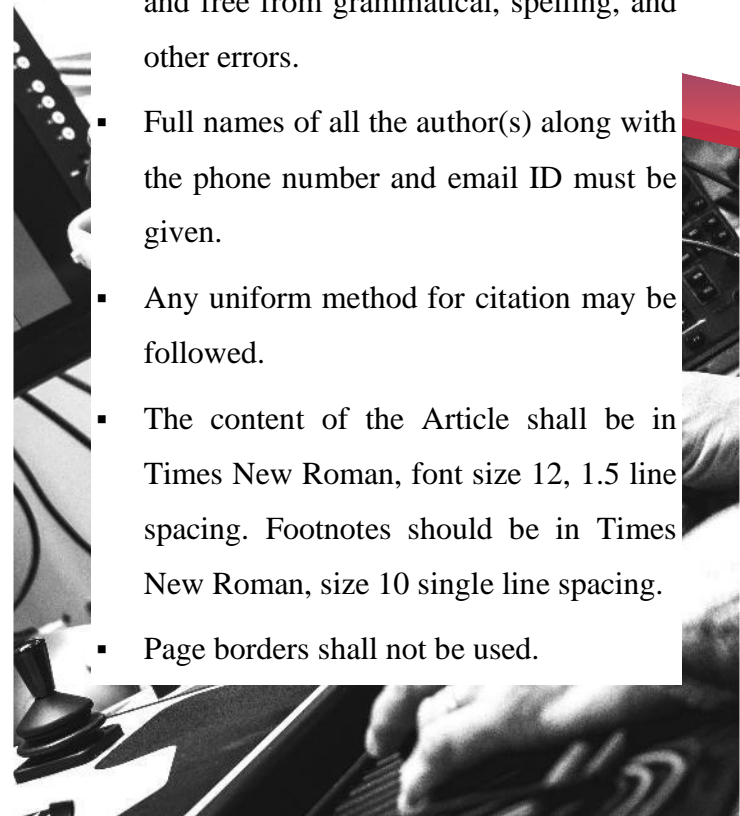 and free from grammatical, spelling, and
other errors.
▪ Full names of all the author(s) along with
the phone number and email ID must be
given.
▪ Any uniform method for citation may be
followed.
▪ The content of the Article shall be in
Times New Roman, font size 12, 1.5 line
spacing. Footnotes should be in Times
New Roman, size 10 single line spacing.
▪ Page borders shall not be used.